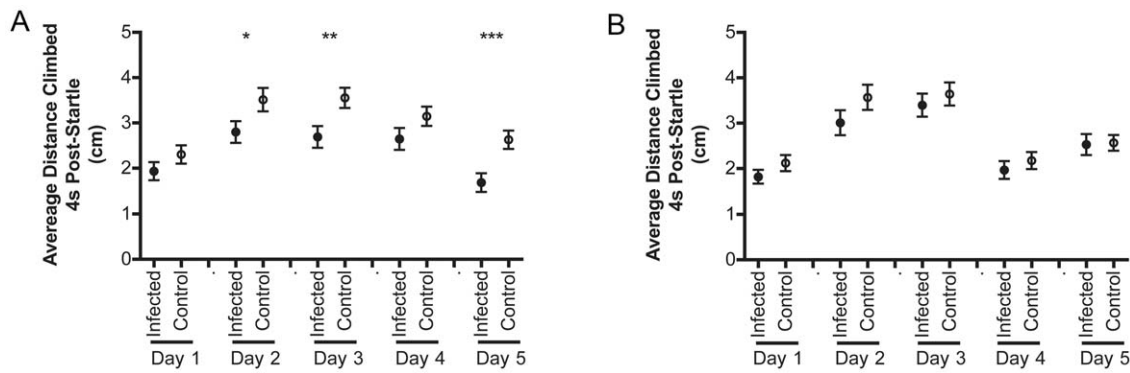 A
Avereage Distance Climbed
4s Post-Startle
(cm)
5
4
3
2
1
0
*
**
***
Infected
Control
Infected
Control
Infected
Control
Infected
Control
Infected
Control
Day 1
Day 2
Day 3
Day 4
Day 5
B
Average Distance Climbed
4s Post-Startle
(cm)
5
4
3
2
1
0
Infected
Control
Infected
Control
Infected
Control
Infected
Control
Infected
Control
Day 1
Day 2
Day 3
Day 4
Day 5